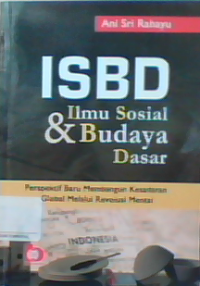 Ani Sri Rahayu
ISBD
Ilmu Sosial
& Budaya
Dasar
Perspektif Baru Membangun Kesadaran
Global Melalui Revolusi Mental
INDONESIA